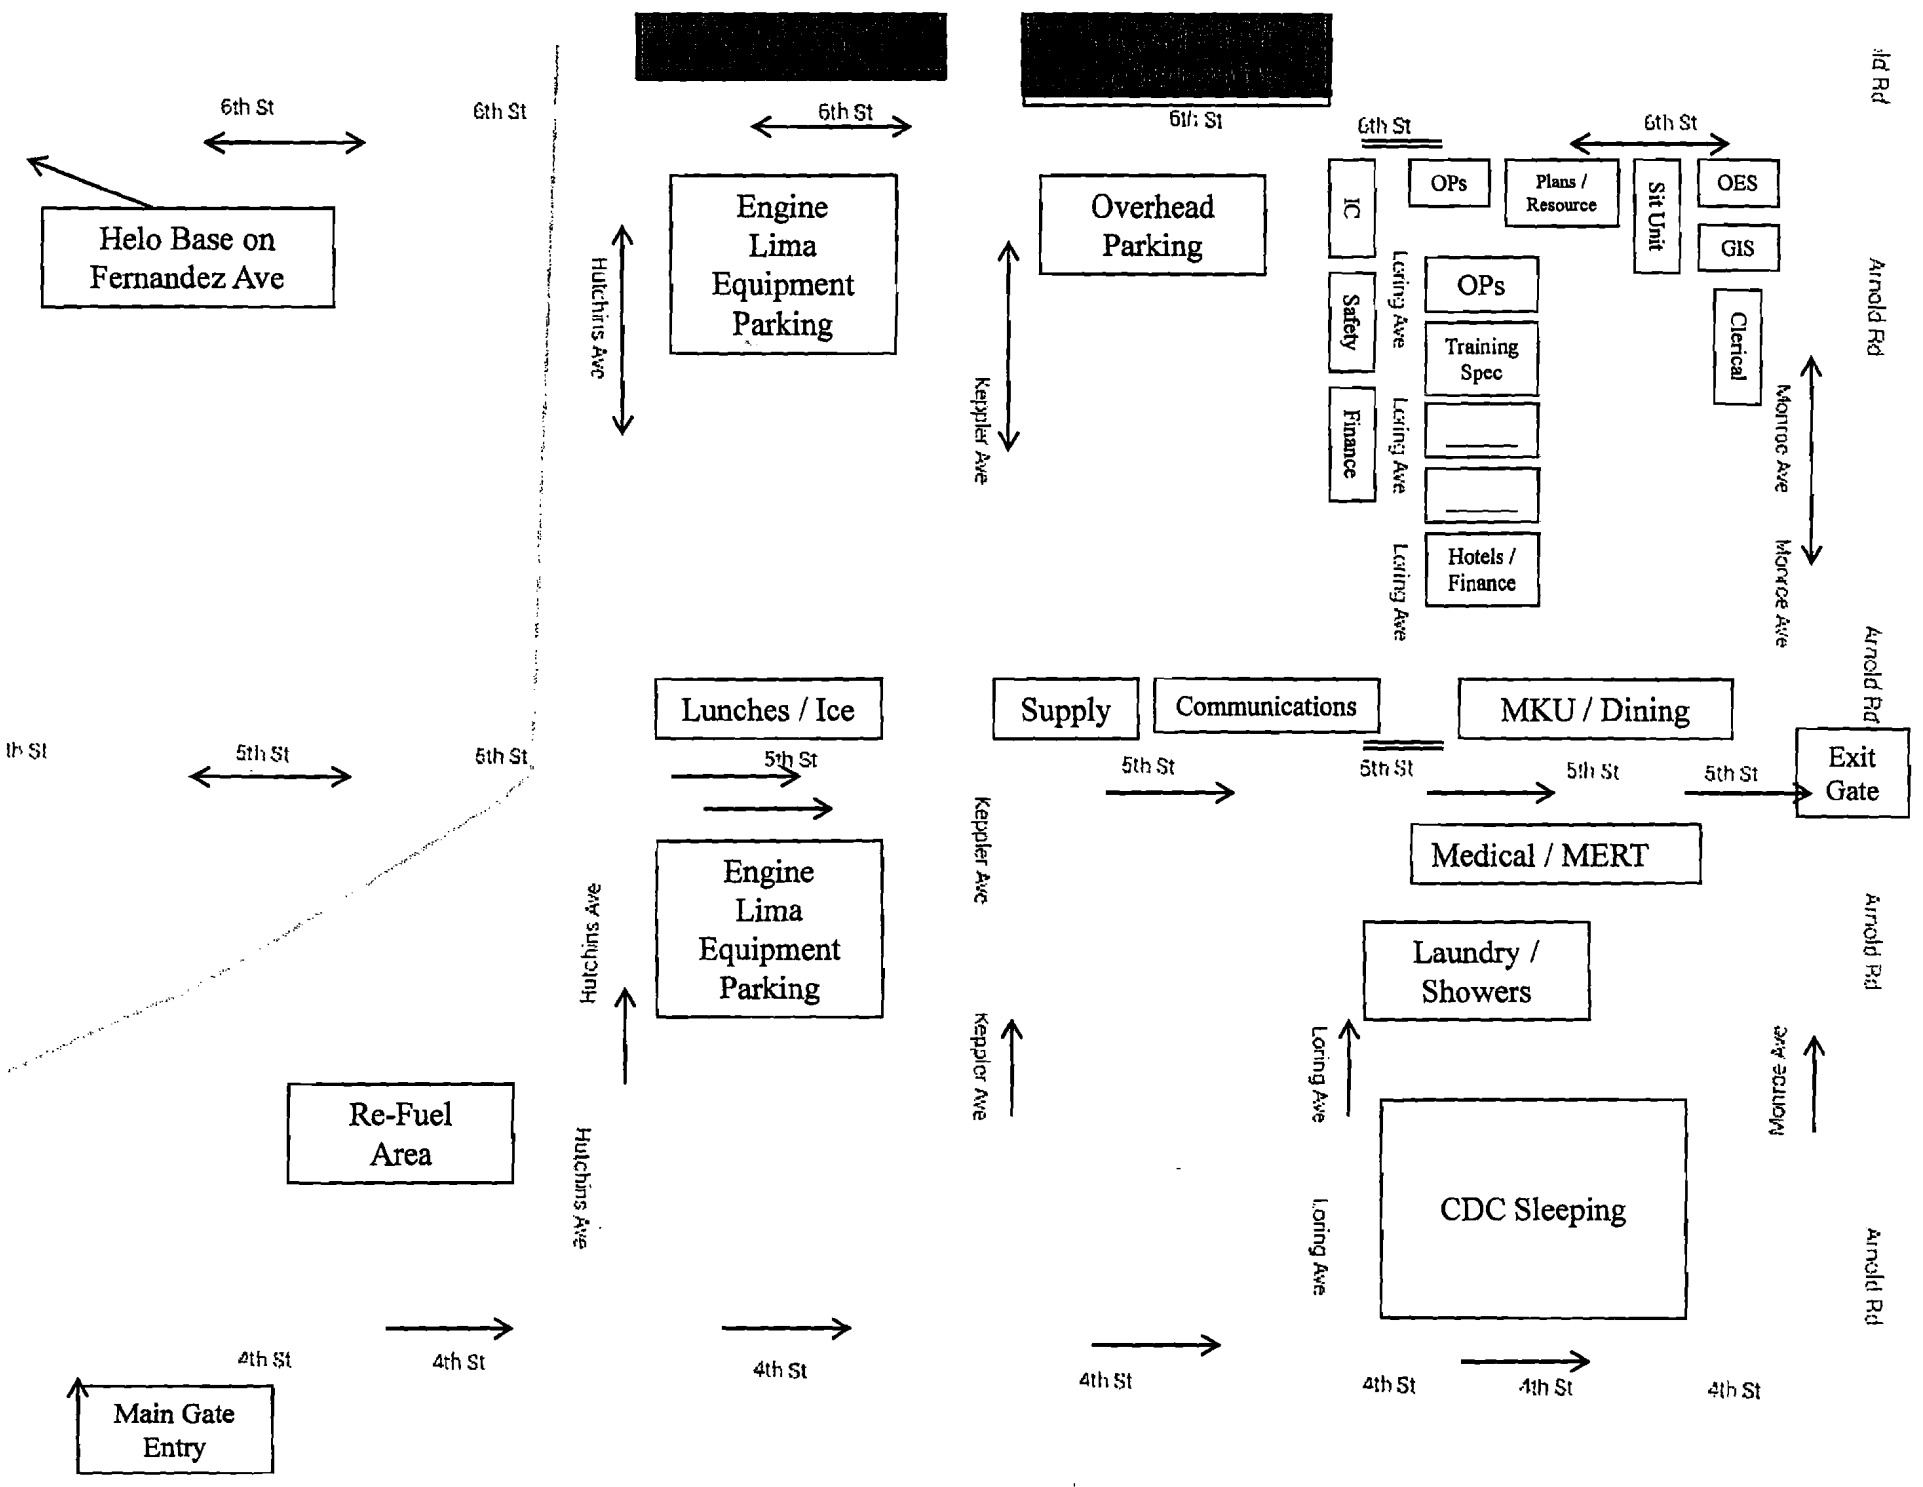 ld Rd
6th St
6th St
6th St
6th St
6th St
6th St
Helo Base on
Fernandez Ave
Hutchins Ave
Engine
Lima
Equipment
Parking
Keppler Ave
Overhead
Parking
IC
Safety
Finance
Loring Ave
Loring Ave
Loring Ave
OPs
Plans /
Resource
Sit Unit
OES
GIS
Clerical
OPs
Training
Spec
Hotels /
Finance
Monroe Ave
Monroe Ave
Arnold Rd
Arnold Rd
Lunches / Ice
Supply
Communications
MKU / Dining
Exit
Gate
th St
5th St
5th St
5th St
5th St
5th St
5th St
5th St
Engine
Lima
Equipment
Parking
Hutchins Ave
Hutchins Ave
Keppler Ave
Keppler Ave
Medical / MERT
Laundry /
Showers
Loring Ave
Loring Ave
Monroe Ave
Arnold Rd
Arnold Rd
Re-Fuel
Area
CDC Sleeping
4th St
4th St
4th St
4th St
4th St
4th St
4th St
Main Gate
Entry